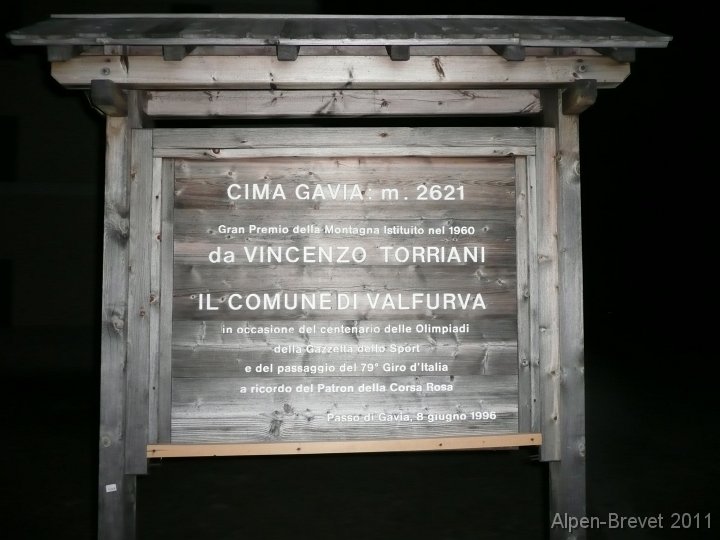 CIMA GAVIA: m. 2621
Gran Premio della Montagna Istituito nel 1960
da VINCENZO TORRIANI
IL COMUNE DI VALFURVA
in occasione del centenario delle Olimpiadi
della Gazzetta dello Sport
e del passaggio del 79° Giro d'Italia
a ricordo del Patron della Corsa Rosa
Passo di Gavia, 8 giugno 1996
Alpen-Brevet 2011